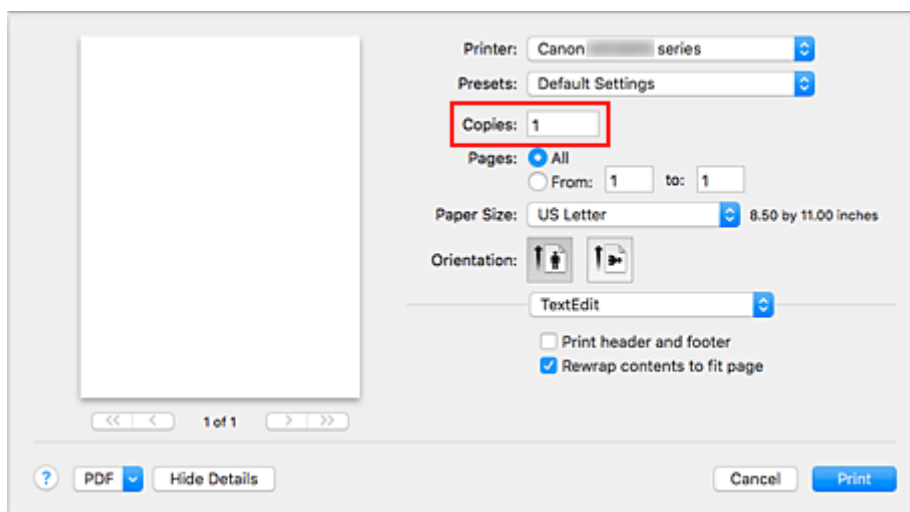 Printer: Canon series
Presets: Default Settings
Copies: 1
Pages: All
From: 1 to: 1
Paper Size: US Letter 8.50 by 11.00 inches
Orientation:
TextEdit
Print header and footer
Rewrap contents to fit page
<< < 1 of 1 > >>
? PDF Hide Details Cancel Print